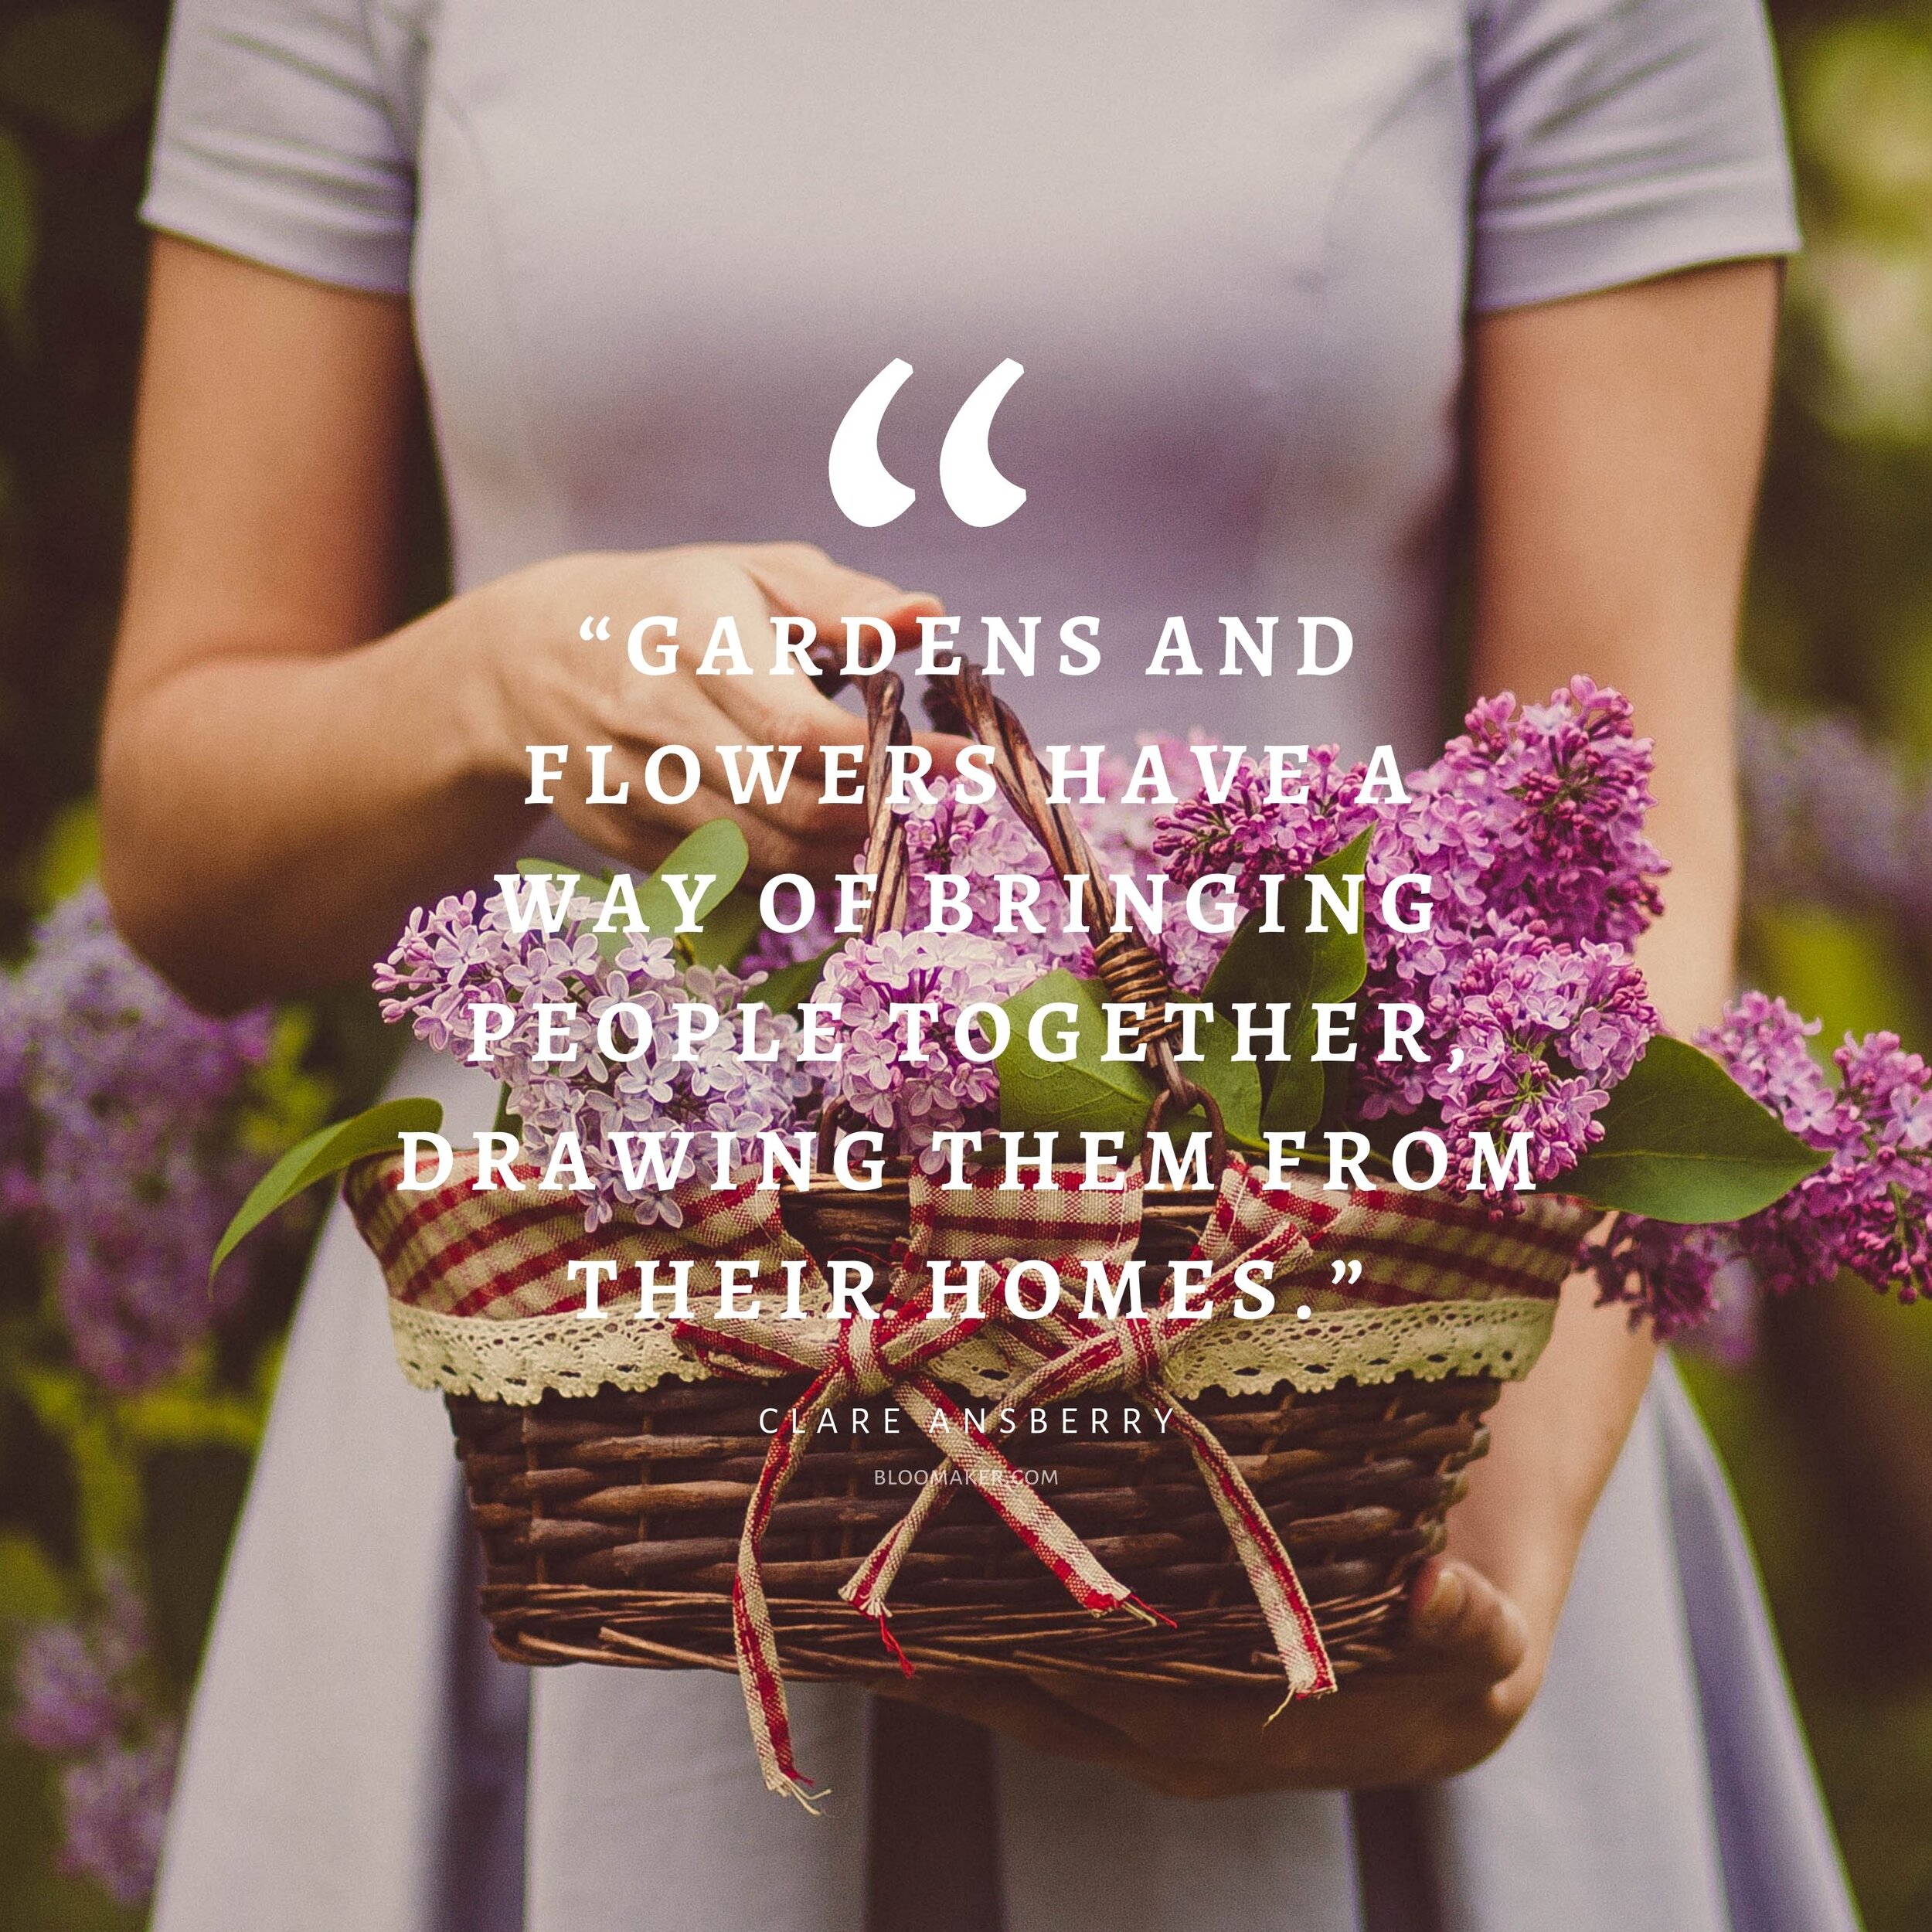 “
“GARDENS AND
FLOWERS HAVE A
WAY OF BRINGING
PEOPLE TOGETHER,
DRAWING THEM FROM
THEIR HOMES.”
CLARE ANSBERRY
BLOOMAKER.COM